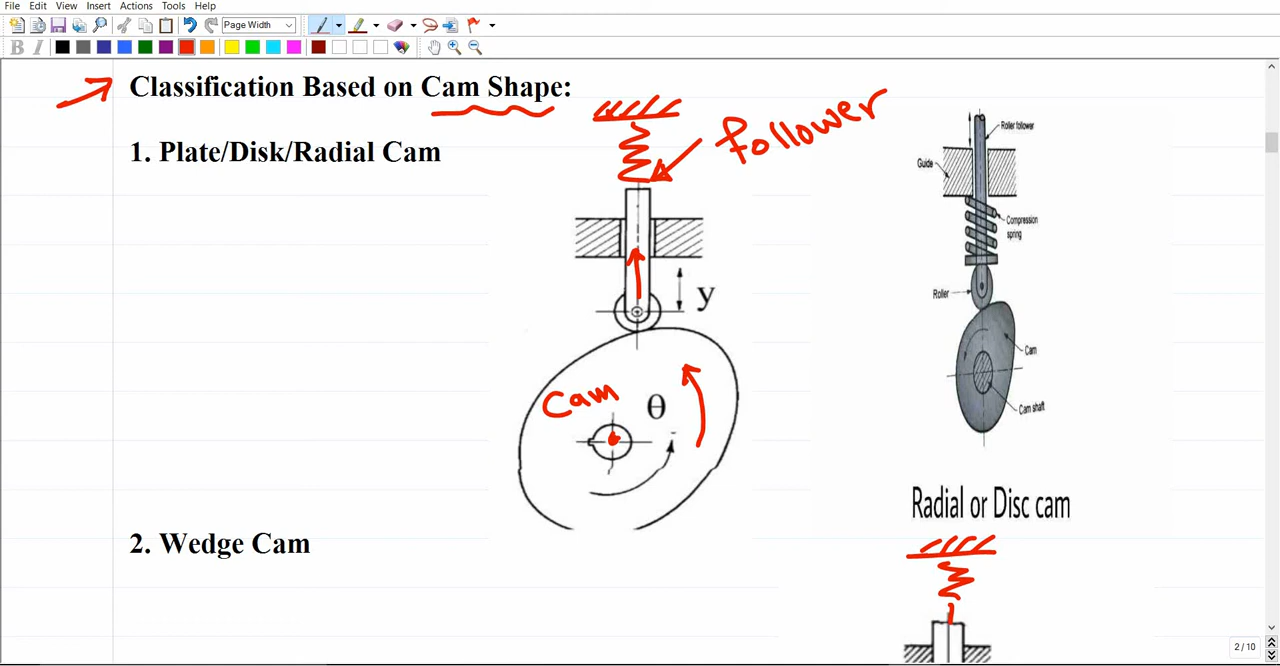 File Edit View Insert Actions Tools Help
Page Width
B I
Classification Based on Cam Shape:
follower
1. Plate/Disk/Radial Cam
Roller follower
Guide
Compression
spring
y
Roller
Cam
Cam
θ
Cam shaft
Radial or Disc cam
2. Wedge Cam
2 / 10